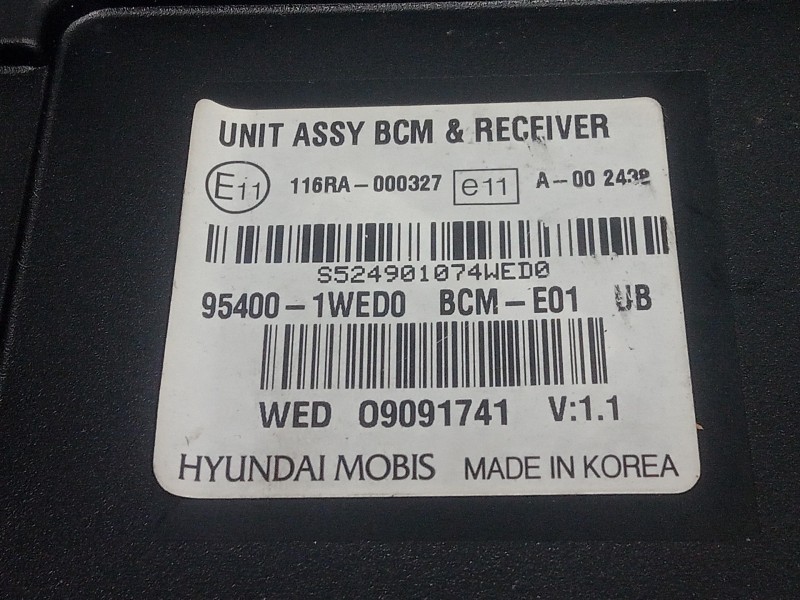 UNIT ASSY BCM & RECEIVER
E11 116RA-000327 e11 A-00 2438
S524901074WED0
95400-1WED0 BCM-E01 UB
WED 09091741 V:1.1
HYUNDAI MOBIS MADE IN KOREA